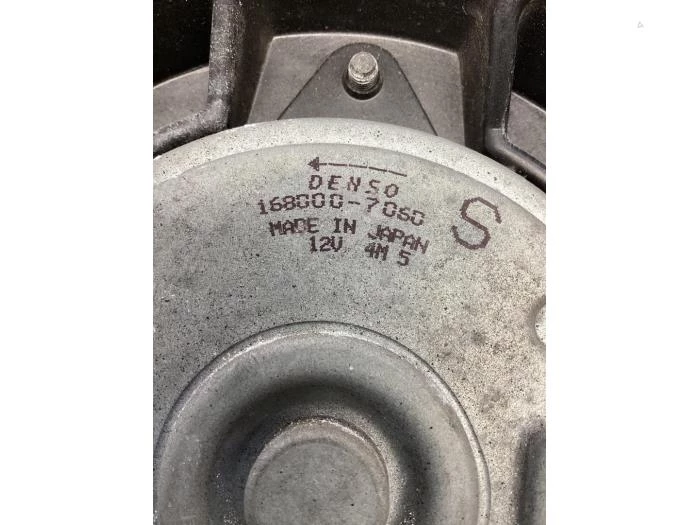 DENSO
168000-7060
MADE IN JAPAN
12V 4M 5
S